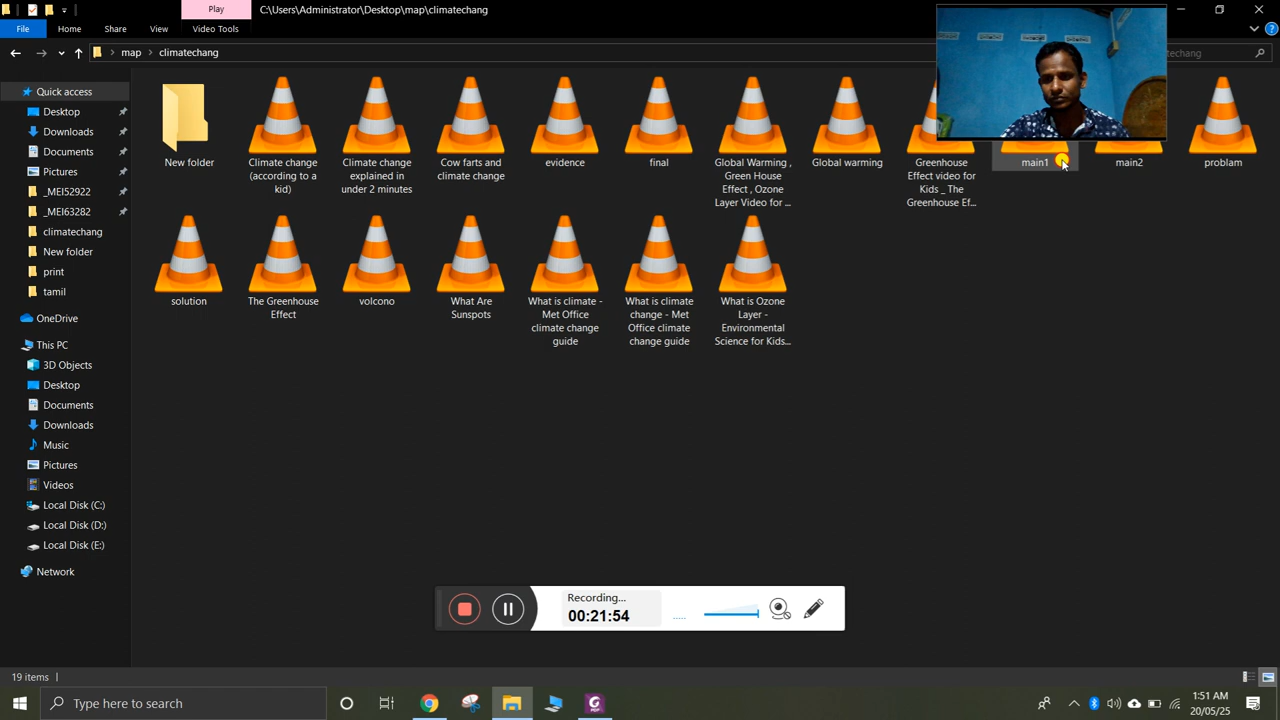 Play
C:\Users\Administrator\Desktop\map\climatechang
File
Home
Share
View
Video Tools
map
climatechang
techang
Quick access
Desktop
Downloads
Documents
Pictures
_MEI52922
_MEI63282
climatechang
New folder
print
tamil
OneDrive
This PC
3D Objects
Desktop
Documents
Downloads
Music
Pictures
Videos
Local Disk (C:)
Local Disk (D:)
Local Disk (E:)
Network
New folder
Climate change
(according to a
kid)
Climate change
explained in
under 2 minutes
Cow farts and
climate change
evidence
final
Global Warming ,
Green House
Effect , Ozone
Layer Video for ...
Global warming
Greenhouse
Effect video for
Kids _ The
Greenhouse Ef...
main1
main2
problam
solution
The Greenhouse
Effect
volcono
What Are
Sunspots
What is climate -
Met Office
climate change
guide
What is climate
change - Met
Office climate
change guide
What is Ozone
Layer -
Environmental
Science for Kids...
Recording...
00:21:54
19 items
Type here to search
1:51 AM
20/05/25